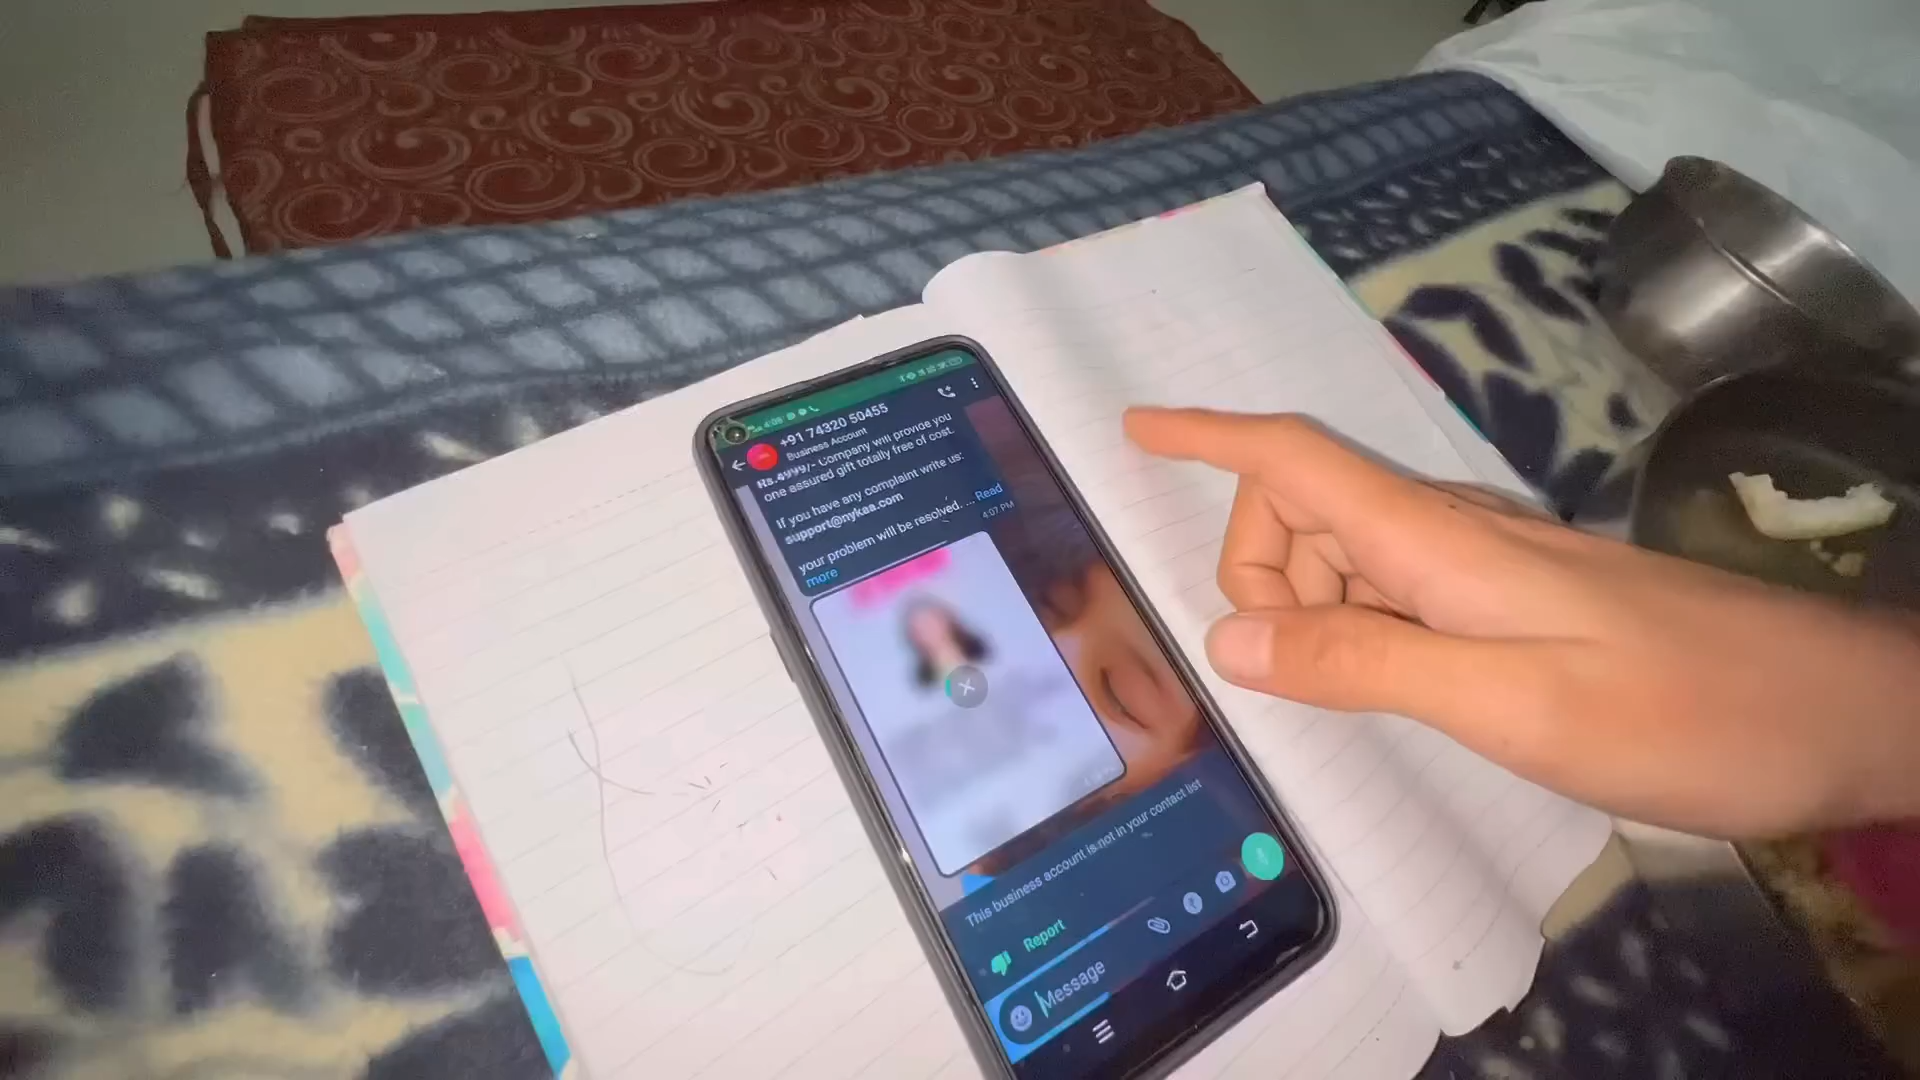 4:08
+91 74320 50455
Business Account
Rs.4999/- Company will provide you
one assured gift totally free of cost.
If you have any complaint write us:
support@nykaa.com
your problem will be resolved. ... Read
more
4:07 PM
This business account is not in your contact list
Report
Message